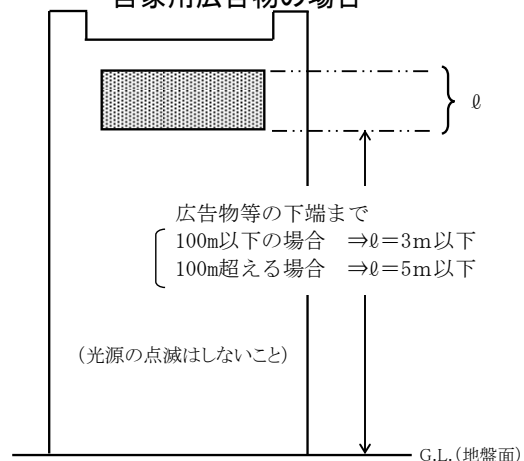 自家用広告物の場合
ℓ
広告物等の下端まで
100m以下の場合　⇒ℓ=3m以下
100m超える場合　⇒ℓ=5m以下
(光源の点滅はしないこと)
G.L.(地盤面)